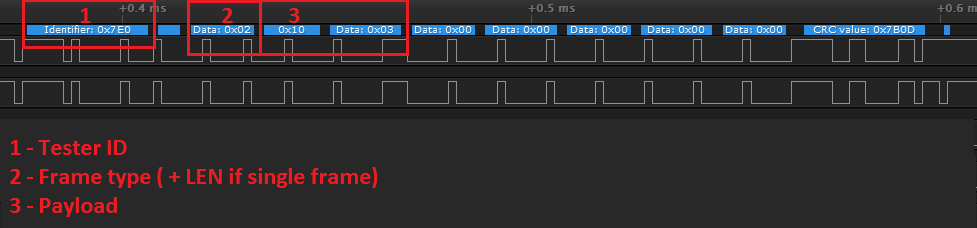 +0.4 ms +0.5 ms +0.6 m
1 2 3
Identifier: 0x7E0 Data: 0x02 0x10 Data: 0x03 Data: 0x00 Data: 0x00 Data: 0x00 Data: 0x00 Data: 0x00 CRC value: 0x7B0D
1 - Tester ID
2 - Frame type ( + LEN if single frame)
3 - Payload